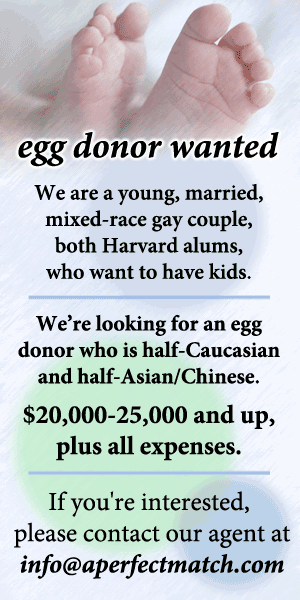 egg donor wanted
We are a young, married,
mixed-race gay couple,
both Harvard alums,
who want to have kids.
We’re looking for an egg
donor who is half-Caucasian
and half-Asian/Chinese.
$20,000-25,000 and up,
plus all expenses.
If you're interested,
please contact our agent at
info@aperfectmatch.com